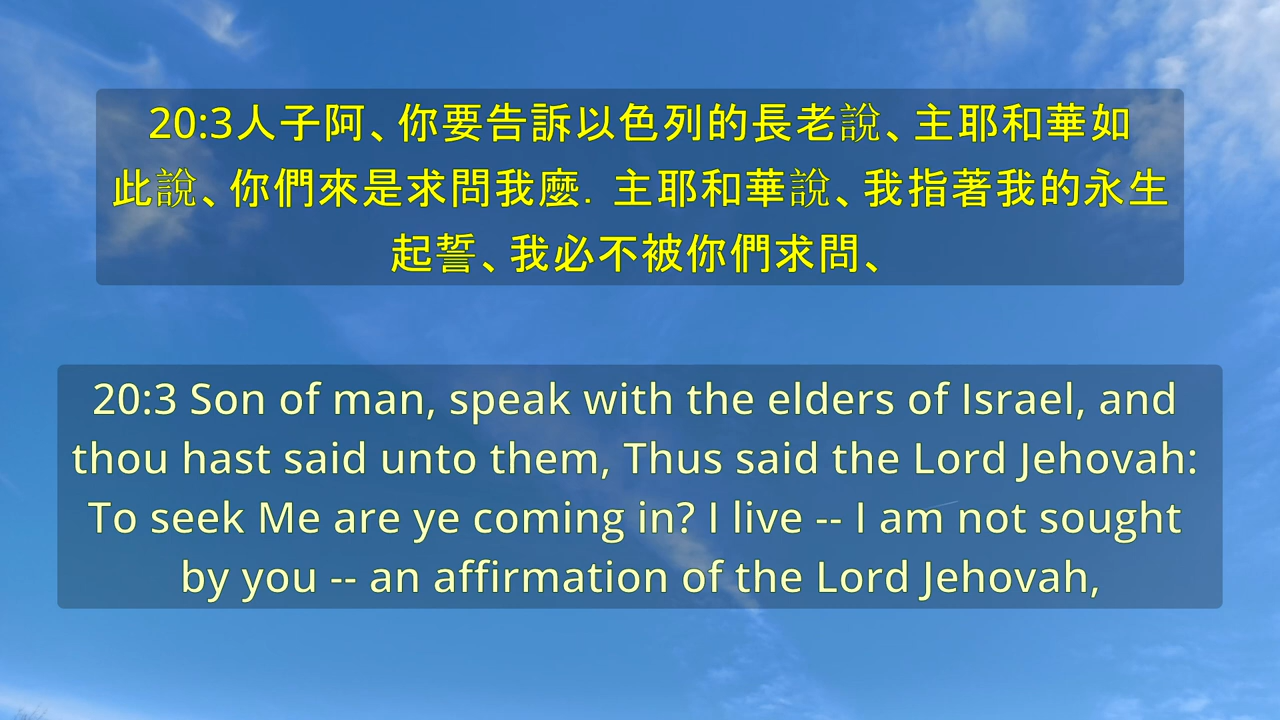 20:3人子阿、你要告訴以色列的長老說、主耶和華如
此說、你們來是求問我麼．主耶和華說、我指著我的永生
起誓、我必不被你們求問、
20:3 Son of man, speak with the elders of Israel, and
thou hast said unto them, Thus said the Lord Jehovah:
To seek Me are ye coming in? I live -- I am not sought
by you -- an affirmation of the Lord Jehovah,